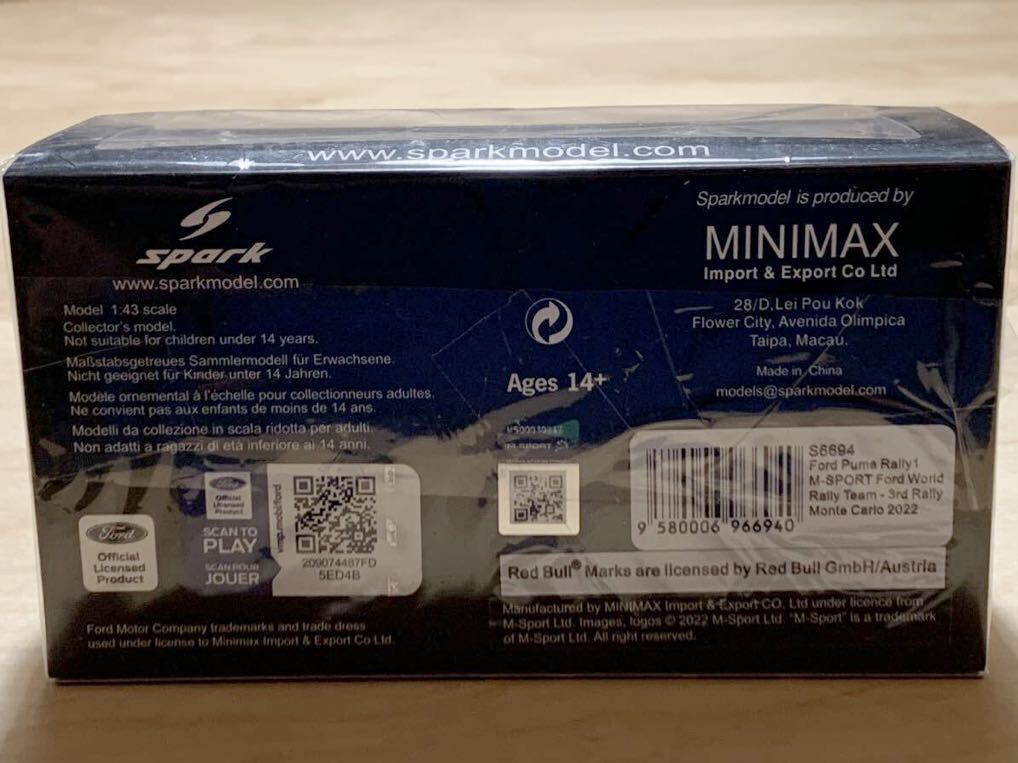 www.sparkmodel.com
spark
www.sparkmodel.com
Model 1:43 scale
Collector's model.
Not suitable for children under 14 years.
Maßstabsgetreues Sammlermodell für Erwachsene.
Nicht geeignet für Kinder unter 14 Jahren.
Modèle ornemental à l'échelle pour collectionneurs adultes.
Ne convient pas aux enfants de moins de 14 ans.
Modelli da collezione in scala ridotta per adulti.
Non adatti a ragazzi di età inferiore ai 14 anni.
Ford
Official
Licensed
Product
Ford
Official
Licensed
Product
SCAN TO
PLAY
SCAN POUR
JOUER
209074487FD
5ED4B
Ford Motor Company trademarks and trade dress
used under license to Minimax Import & Export Co Ltd.
Ages 14+
M-SPORT
Sparkmodel is produced by
MINIMAX
Import & Export Co Ltd
28/D, Lei Pou Kok
Flower City, Avenida Olimpica
Taipa, Macau.
Made in China
models@sparkmodel.com
S6694
Ford Puma Rally1
M-SPORT Ford World
Rally Team - 3rd Rally
Monte Carlo 2022
9 580006 966940
Red Bull® Marks are licensed by Red Bull GmbH/Austria
Manufactured by MINIMAX Import & Export CO. Ltd under licence from
M-Sport Ltd. Images, logos © 2022 M-Sport Ltd. "M-Sport" is a trademark
of M-Sport Ltd. All right reserved.